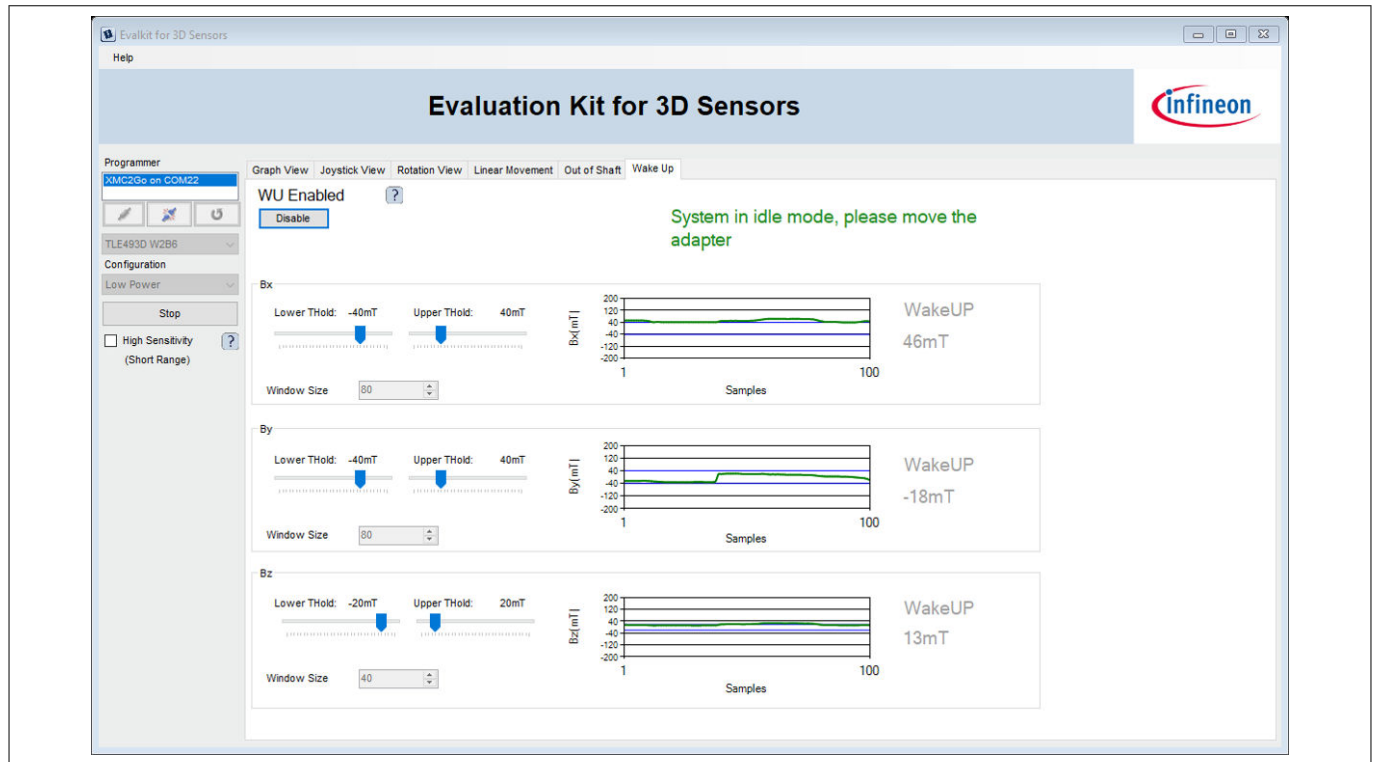 Evalkit for 3D Sensors
Help
Evaluation Kit for 3D Sensors
infineon
Programmer
XMC2Go on COM22
TLE493D W2B6
Configuration
Low Power
Stop
High Sensitivity ?
(Short Range)
Graph View Joystick View Rotation View Linear Movement Out of Shaft Wake Up
WU Enabled ?
Disable
System in idle mode, please move the
adapter
Bx
Lower THold: -40mT Upper THold: 40mT
Window Size 80
Bx[mT]
200
120
40
-40
-120
-200
1 100
Samples
WakeUP
46mT
By
Lower THold: -40mT Upper THold: 40mT
Window Size 80
By[mT]
200
120
40
-40
-120
-200
1 100
Samples
WakeUP
-18mT
Bz
Lower THold: -20mT Upper THold: 20mT
Window Size 40
Bz[mT]
200
120
40
-40
-120
-200
1 100
Samples
WakeUP
13mT